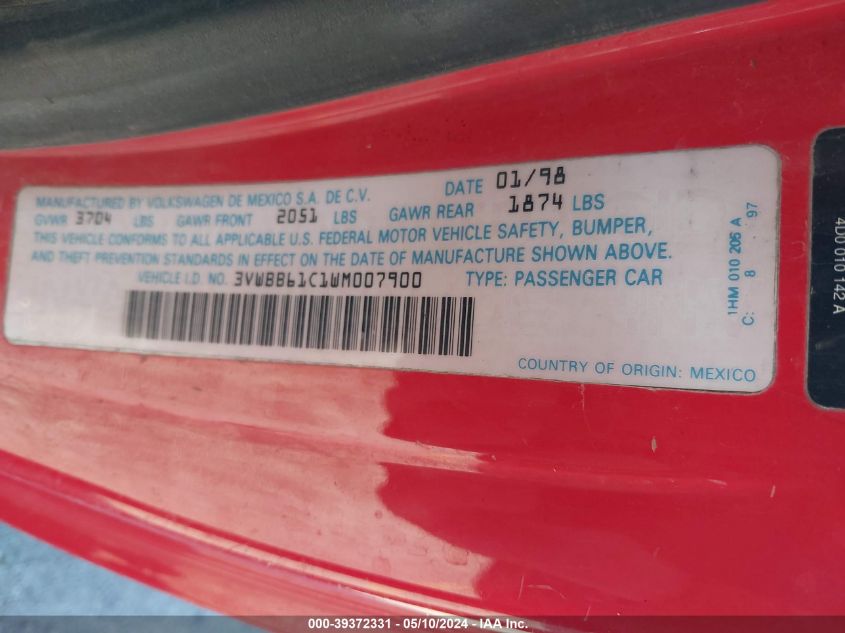 MANUFACTURED BY VOLKSWAGEN DE MEXICO S.A. DE C.V. DATE 01/98
GVWR 3704 LBS GAWR FRONT 2051 LBS GAWR REAR 1874 LBS
THIS VEHICLE CONFORMS TO ALL APPLICABLE U.S. FEDERAL MOTOR VEHICLE SAFETY, BUMPER,
AND THEFT PREVENTION STANDARDS IN EFFECT ON THE DATE OF MANUFACTURE SHOWN ABOVE.
VEHICLE I.D. NO. 3VWBB61C1WM007900 TYPE: PASSENGER CAR
COUNTRY OF ORIGIN: MEXICO
1HM 010 206 A
C: 8 . 97
4D0 010 142 A
000-39372331 - 05/10/2024 - IAA Inc.